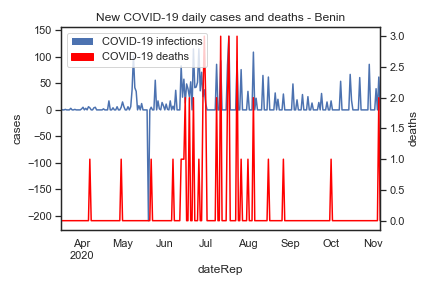 New COVID-19 daily cases and deaths - Benin
COVID-19 infections
COVID-19 deaths
cases
150
100
50
0
−50
−100
−150
−200
deaths
3.0
2.5
2.0
1.5
1.0
0.5
0.0
Apr
2020
May
Jun
Jul
Aug
Sep
Oct
Nov
dateRep